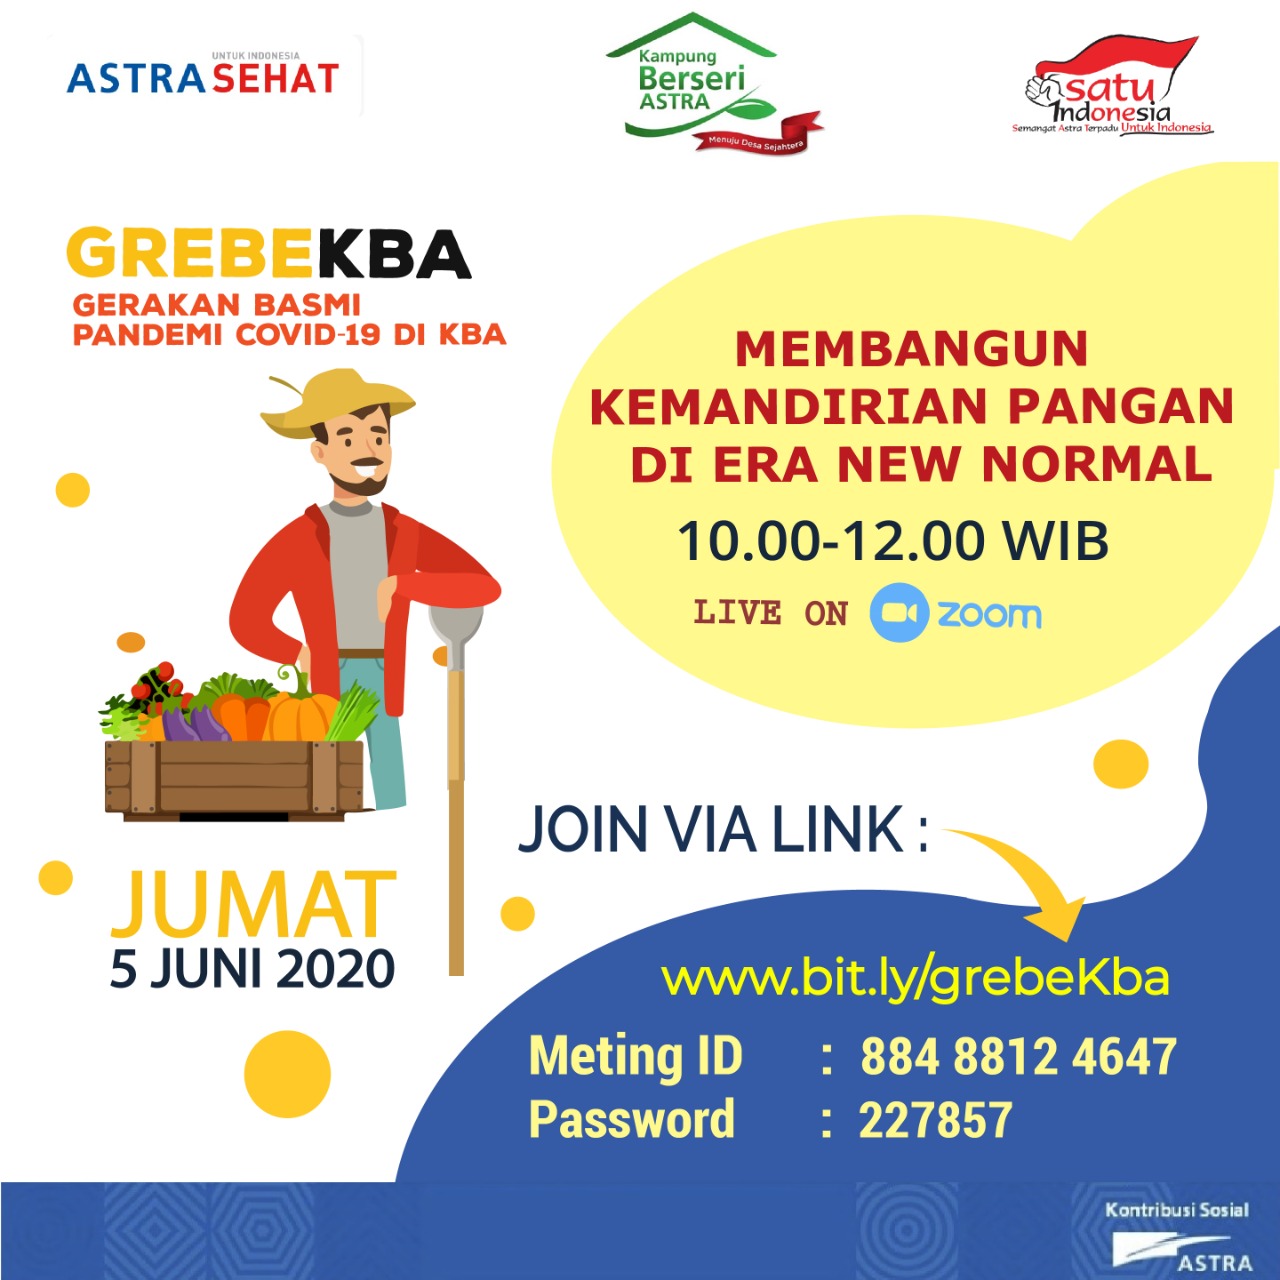 UNTUK INDONESIA
ASTRA SEHAT
Kampung
Berseri
ASTRA
Menuju Desa Sejahtera
satu
Indonesia
Semangat Astra Terpadu Untuk Indonesia
GREBEKBA
GERAKAN BASMI
PANDEMI COVID-19 DI KBA
MEMBANGUN
KEMANDIRIAN PANGAN
DI ERA NEW NORMAL
10.00-12.00 WIB
LIVE ON zoom
JOIN VIA LINK :
JUMAT
5 JUNI 2020
www.bit.ly/grebeKba
Meting ID : 884 8812 4647
Password : 227857
Kontribusi Sosial
ASTRA